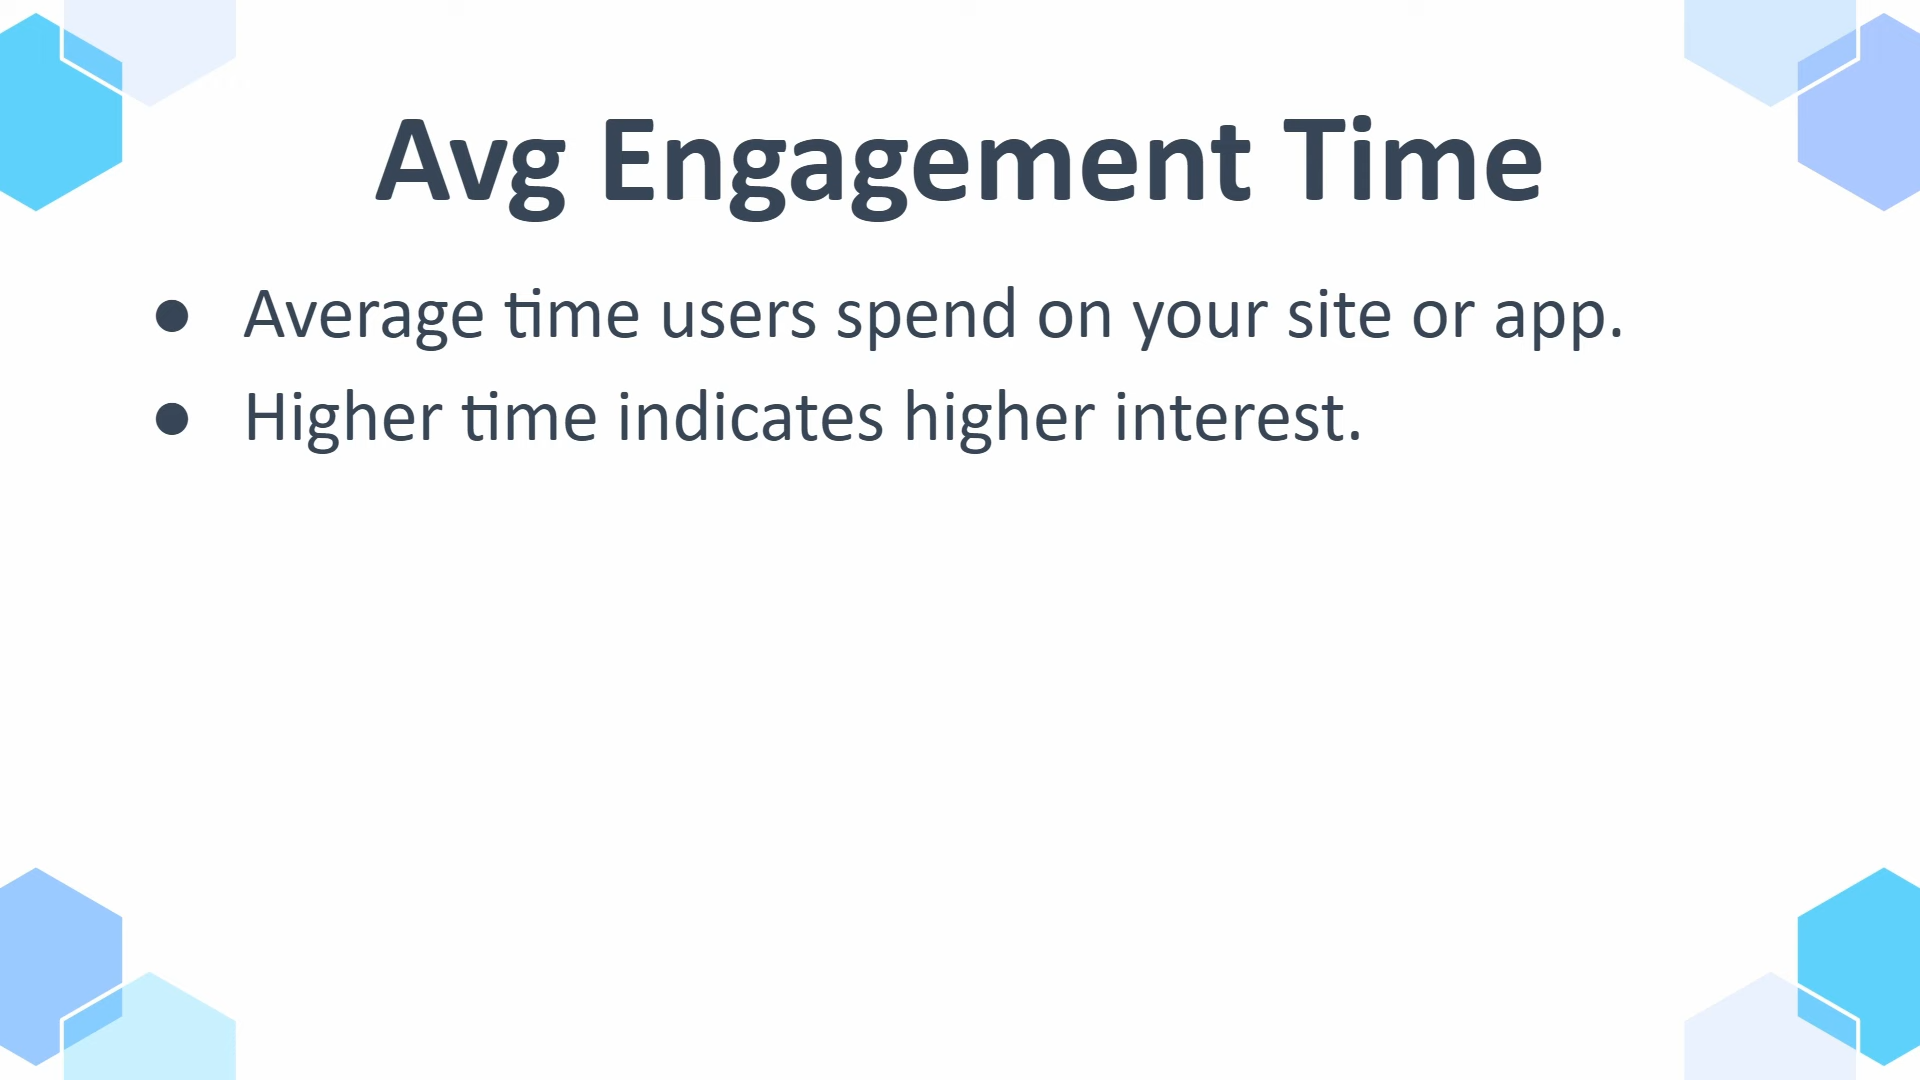 Avg Engagement Time
● Average time users spend on your site or app.
● Higher time indicates higher interest.